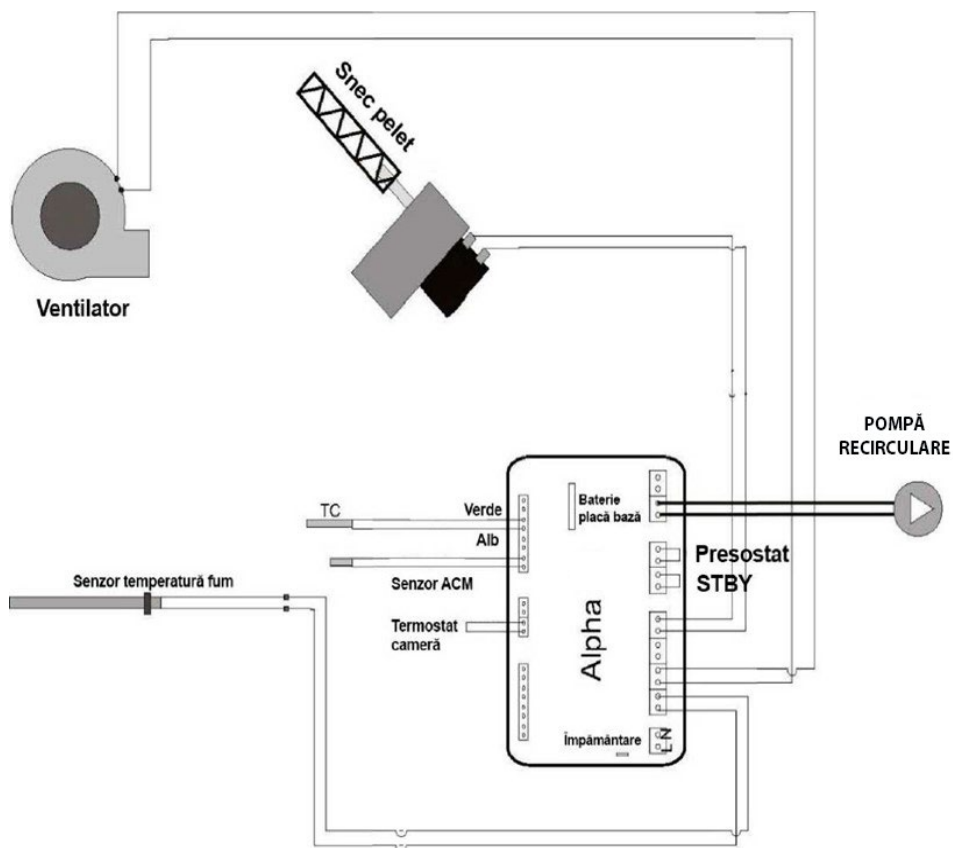 Snec pelet
Ventilator
POMPĂ
RECIRCULARE
TC
Verde
Baterie
placă bază
Alb
Presostat
STBY
Senzor ACM
Senzor temperatură fum
Termostat
cameră
Alpha
Împământare
L N